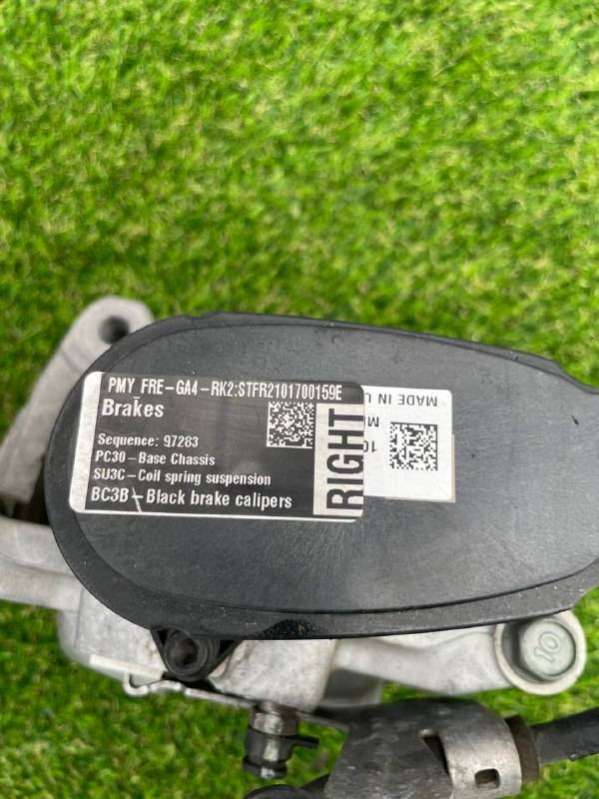 PMY FRE-GA4-RK2:STFR2101700159E
Brakes
Sequence: 97283
PC30-Base Chassis
SU3C-Coil spring suspension
BC3B-Black brake calipers
RIGHT
MADE IN U
M
10
10